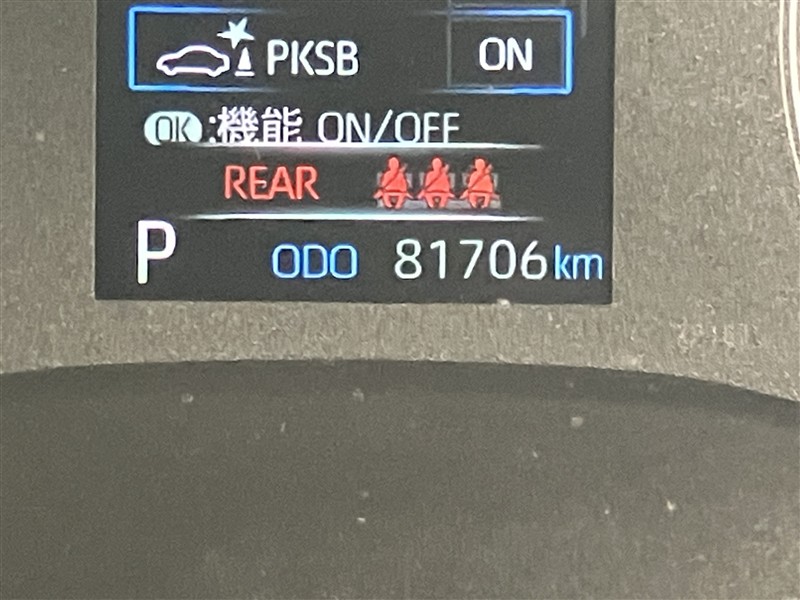 PKSB ON
OK:機能 ON/OFF
REAR
P ODO 81706km